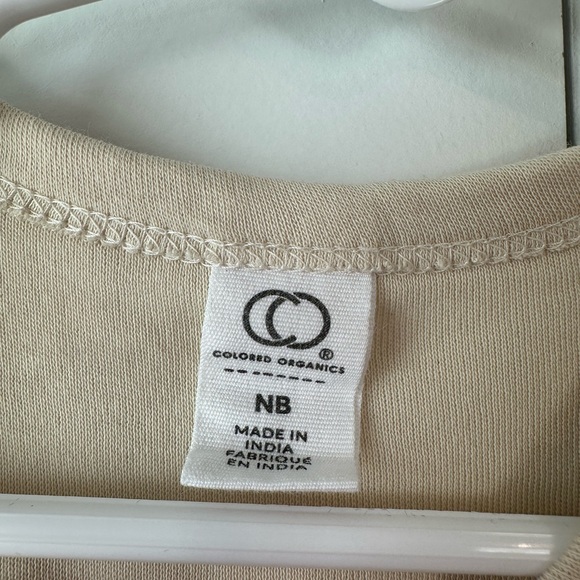 COLORED ORGANICS®
NB
MADE IN
INDIA
FABRIQUÉ
EN INDIA